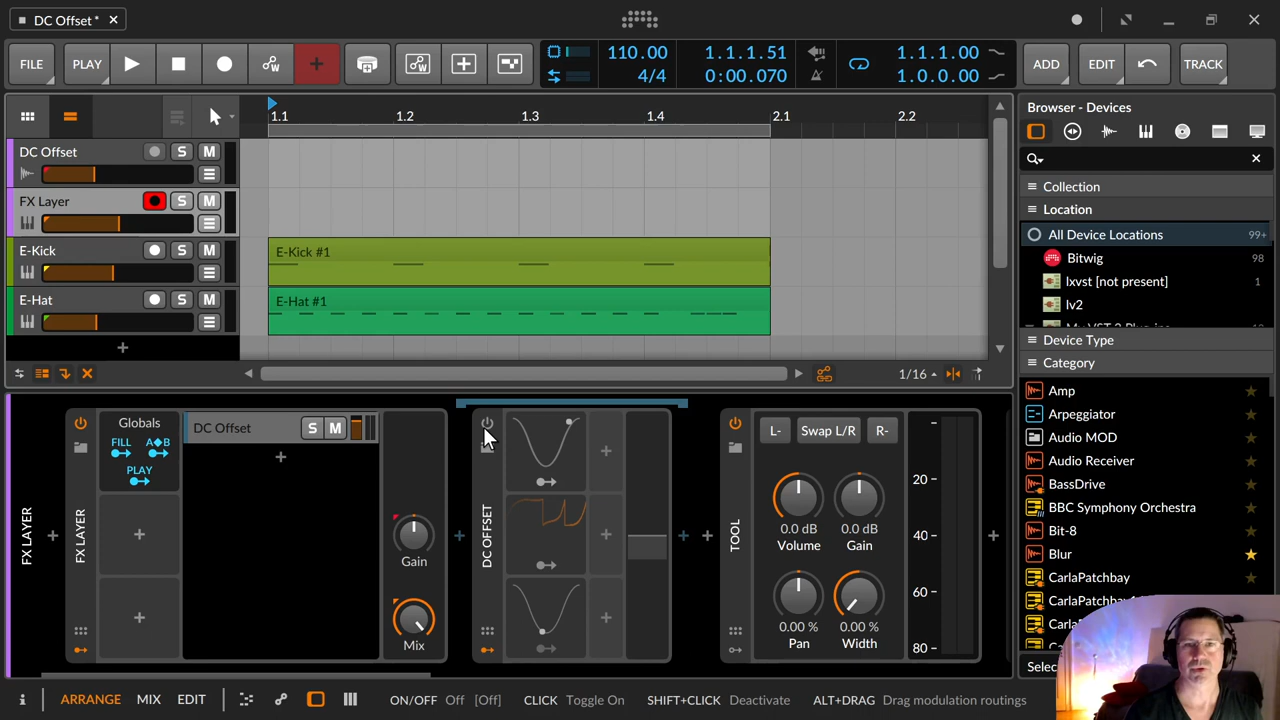 DC Offset *
FILE
PLAY
110.00
4/4
1.1.1.51
0:00.070
1.1.1.00
1.0.0.00
ADD
EDIT
TRACK
1.1
1.2
1.3
1.4
2.1
2.2
DC Offset
S
M
FX Layer
S
M
E-Kick
S
M
E-Kick #1
E-Hat
S
M
E-Hat #1
1/16
Browser - Devices
Collection
Location
All Device Locations
99+
Bitwig
98
lxvst [not present]
1
lv2
Device Type
Category
Amp
Arpeggiator
Audio MOD
Audio Receiver
BassDrive
BBC Symphony Orchestra
Bit-8
Blur
CarlaPatchbay
FX LAYER
FX LAYER
Globals
FILL
A◆B
PLAY
DC Offset
S
M
Gain
Mix
DC OFFSET
TOOL
L-
Swap L/R
R-
0.0 dB
Volume
0.0 dB
Gain
0.00 %
Pan
0.00 %
Width
20
40
60
80
i
ARRANGE
MIX
EDIT
ON/OFF
Off
[Off]
CLICK
Toggle On
SHIFT+CLICK
Deactivate
ALT+DRAG
Drag modulation routings